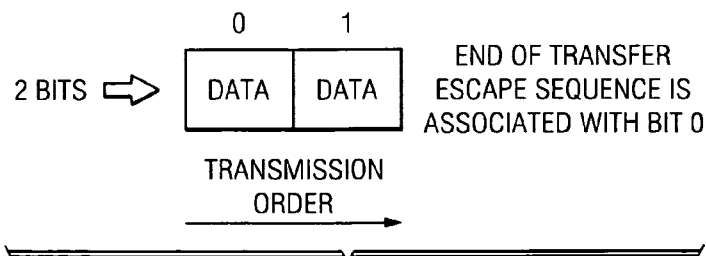 0 1
2 BITS DATA DATA
END OF TRANSFER
ESCAPE SEQUENCE IS
ASSOCIATED WITH BIT 0
TRANSMISSION
ORDER